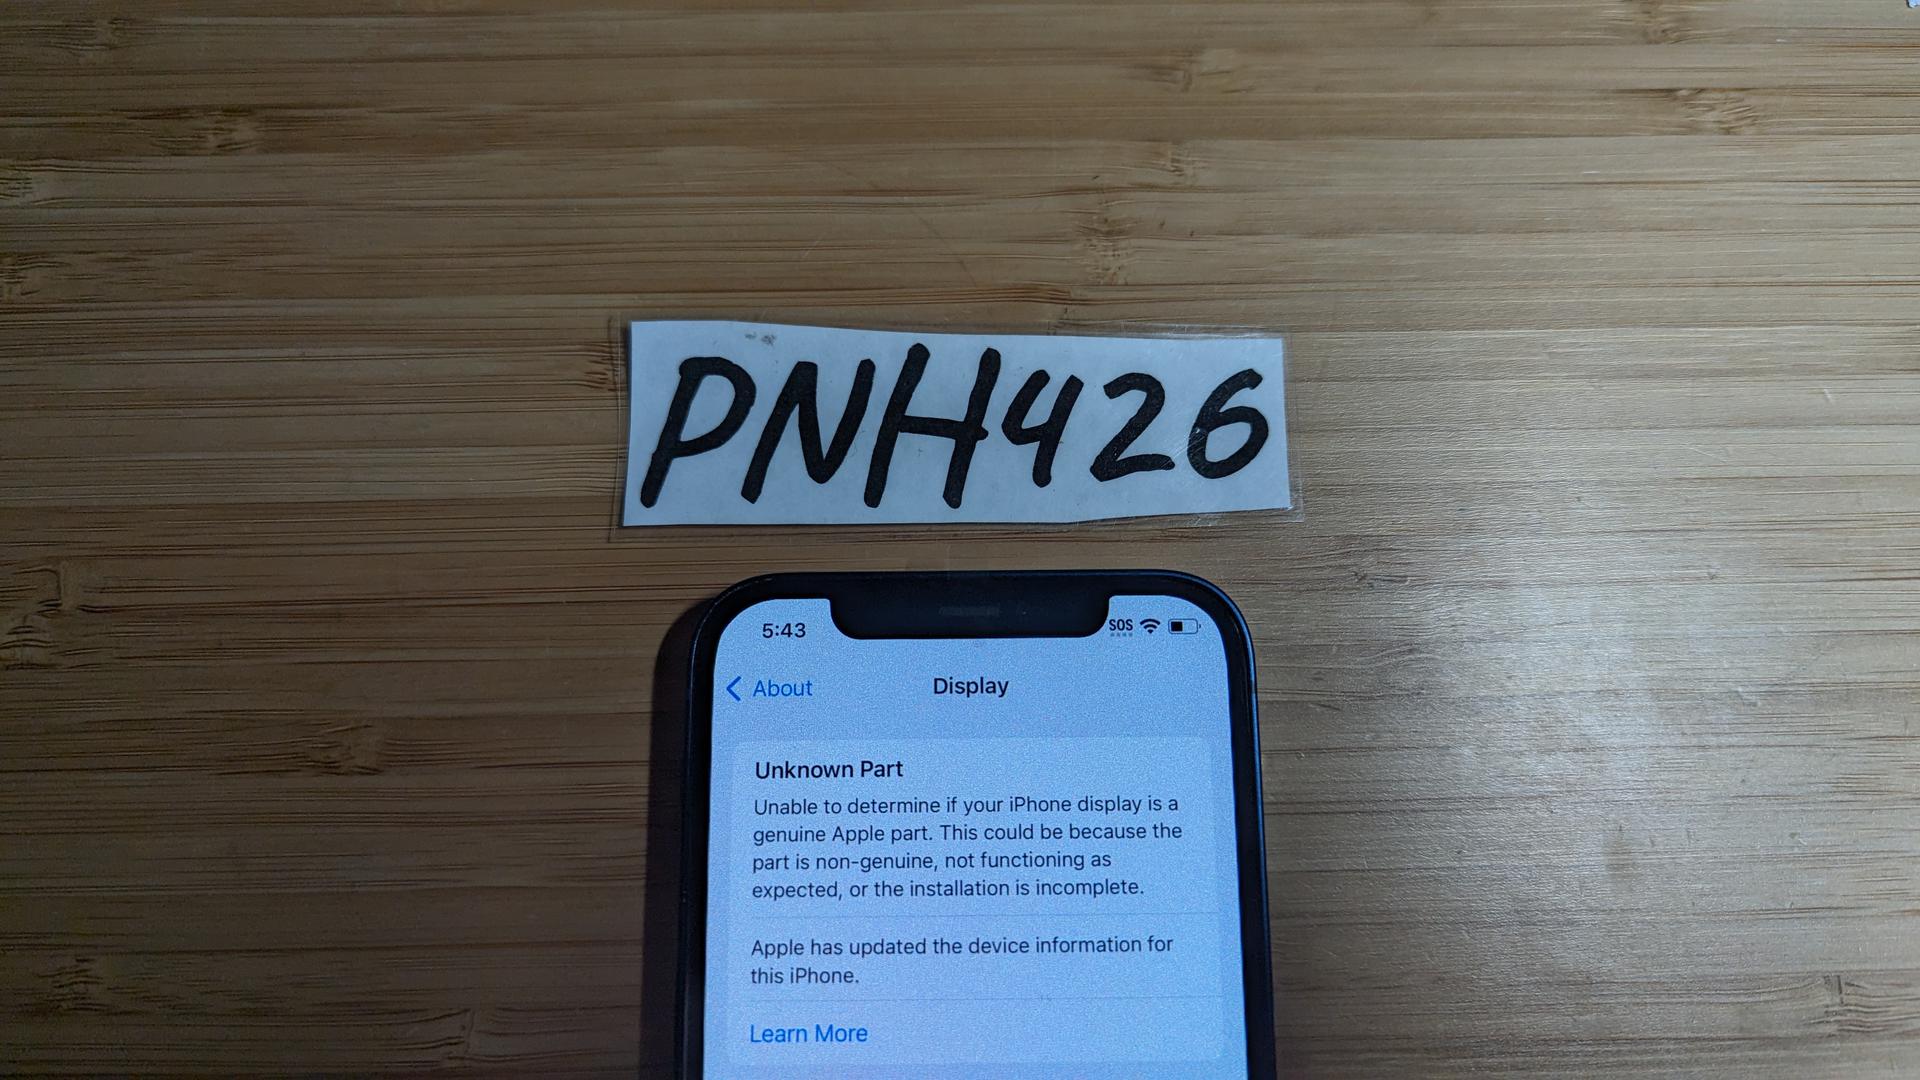 PNH426
5:43 SOS
About Display
Unknown Part
Unable to determine if your iPhone display is a
genuine Apple part. This could be because the
part is non-genuine, not functioning as
expected, or the installation is incomplete.
Apple has updated the device information for
this iPhone.
Learn More